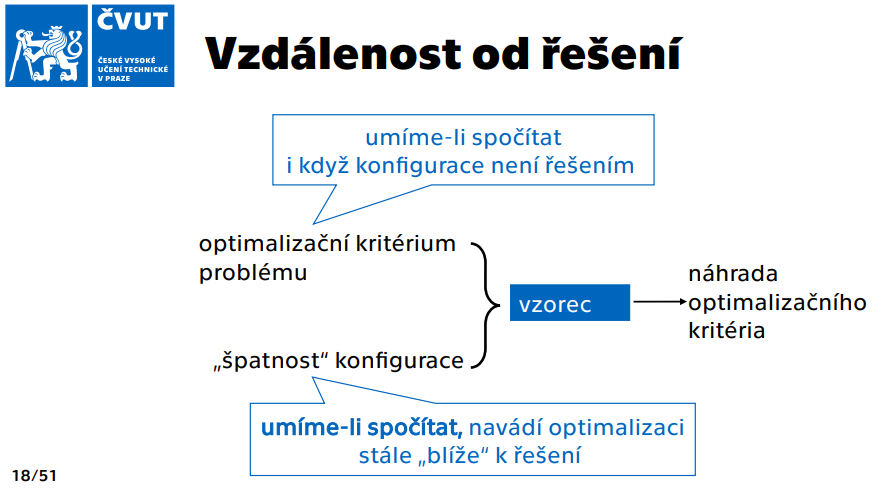 ČVUT
ČESKÉ VYSOKÉ
UČENÍ TECHNICKÉ
V PRAZE
Vzdálenost od řešení
umíme-li spočítat
i když konfigurace není řešením
optimalizační kritérium
problému
vzorec
náhrada
optimalizačního
kritéria
„špatnost“ konfigurace
umíme-li spočítat, navádí optimalizaci
stále „blíže“ k řešení
18/51